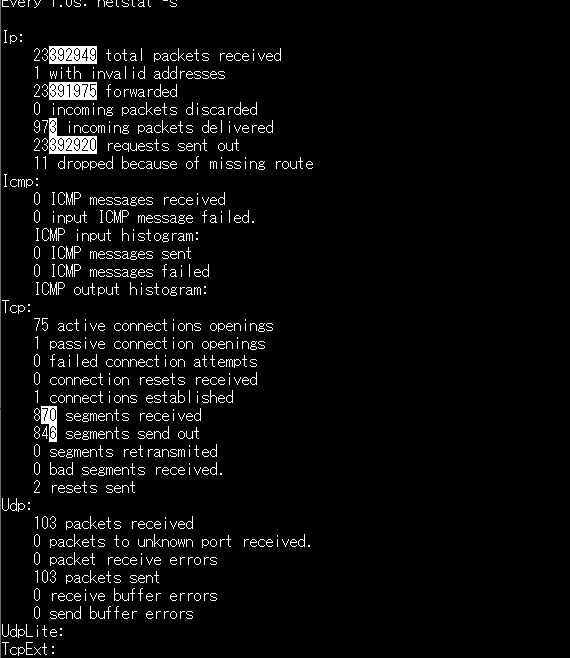 Every 1.0s: netstat -s
Ip:
23392949 total packets received
1 with invalid addresses
23391975 forwarded
0 incoming packets discarded
973 incoming packets delivered
23392920 requests sent out
11 dropped because of missing route
Icmp:
0 ICMP messages received
0 input ICMP message failed.
ICMP input histogram:
0 ICMP messages sent
0 ICMP messages failed
ICMP output histogram:
Tcp:
75 active connections openings
1 passive connection openings
0 failed connection attempts
0 connection resets received
1 connections established
870 segments received
846 segments send out
0 segments retransmited
0 bad segments received.
2 resets sent
Udp:
103 packets received
0 packets to unknown port received.
0 packet receive errors
103 packets sent
0 receive buffer errors
0 send buffer errors
UdpLite:
TcpExt: